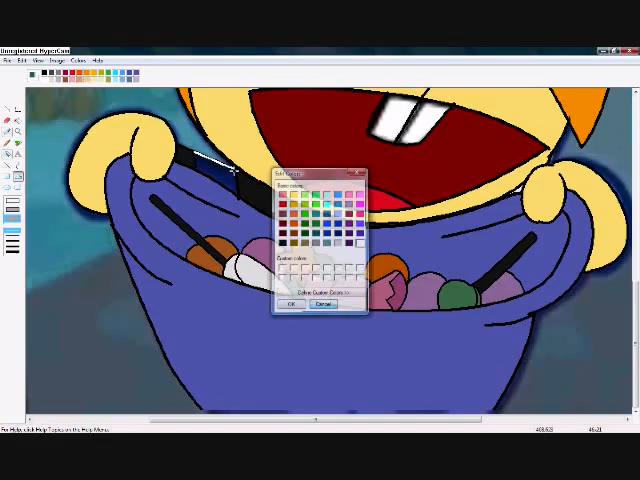 Unregistered HyperCam
File Edit View Image Colors Help
Edit Colors
Basic colors:
Custom colors:
Define Custom Colors >>
OK Cancel
For Help, click Help Topics on the Help Menu.